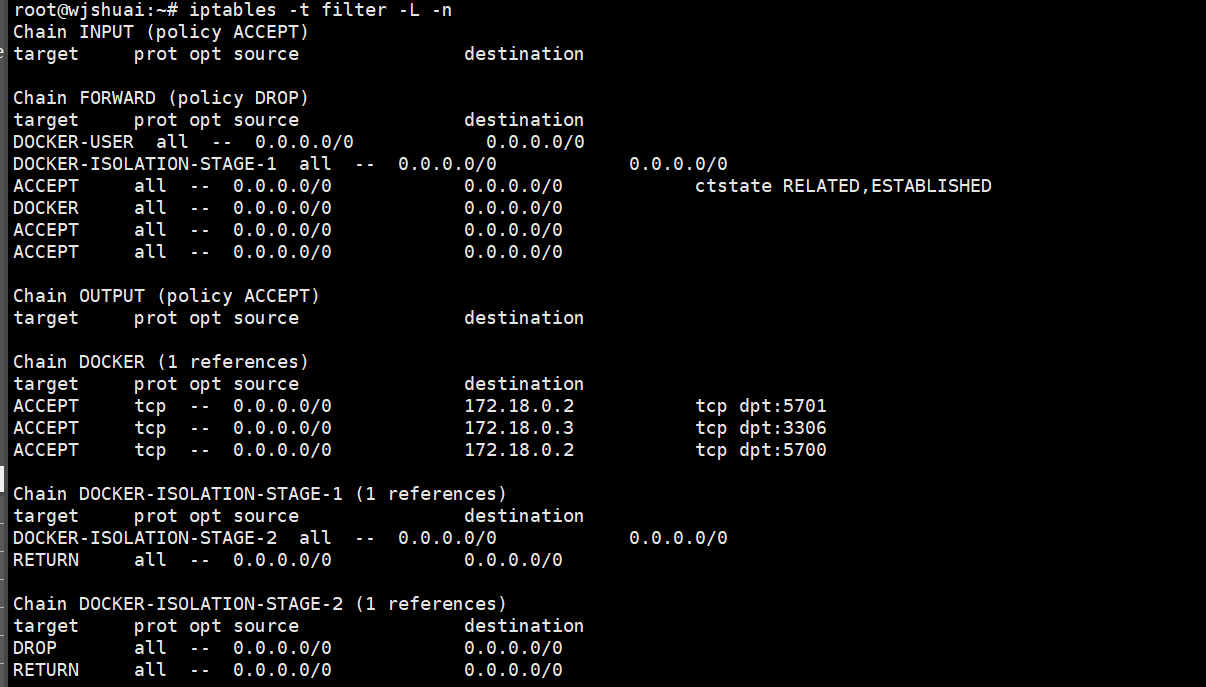 root@wjshuai:~# iptables -t filter -L -n
Chain INPUT (policy ACCEPT)
target     prot opt source               destination
Chain FORWARD (policy DROP)
target     prot opt source               destination
DOCKER-USER  all  --  0.0.0.0/0            0.0.0.0/0
DOCKER-ISOLATION-STAGE-1  all  --  0.0.0.0/0            0.0.0.0/0
ACCEPT     all  --  0.0.0.0/0            0.0.0.0/0            ctstate RELATED,ESTABLISHED
DOCKER     all  --  0.0.0.0/0            0.0.0.0/0
ACCEPT     all  --  0.0.0.0/0            0.0.0.0/0
ACCEPT     all  --  0.0.0.0/0            0.0.0.0/0
Chain OUTPUT (policy ACCEPT)
target     prot opt source               destination
Chain DOCKER (1 references)
target     prot opt source               destination
ACCEPT     tcp  --  0.0.0.0/0            172.18.0.2           tcp dpt:5701
ACCEPT     tcp  --  0.0.0.0/0            172.18.0.3           tcp dpt:3306
ACCEPT     tcp  --  0.0.0.0/0            172.18.0.2           tcp dpt:5700
Chain DOCKER-ISOLATION-STAGE-1 (1 references)
target     prot opt source               destination
DOCKER-ISOLATION-STAGE-2  all  --  0.0.0.0/0            0.0.0.0/0
RETURN     all  --  0.0.0.0/0            0.0.0.0/0
Chain DOCKER-ISOLATION-STAGE-2 (1 references)
target     prot opt source               destination
DROP       all  --  0.0.0.0/0            0.0.0.0/0
RETURN     all  --  0.0.0.0/0            0.0.0.0/0